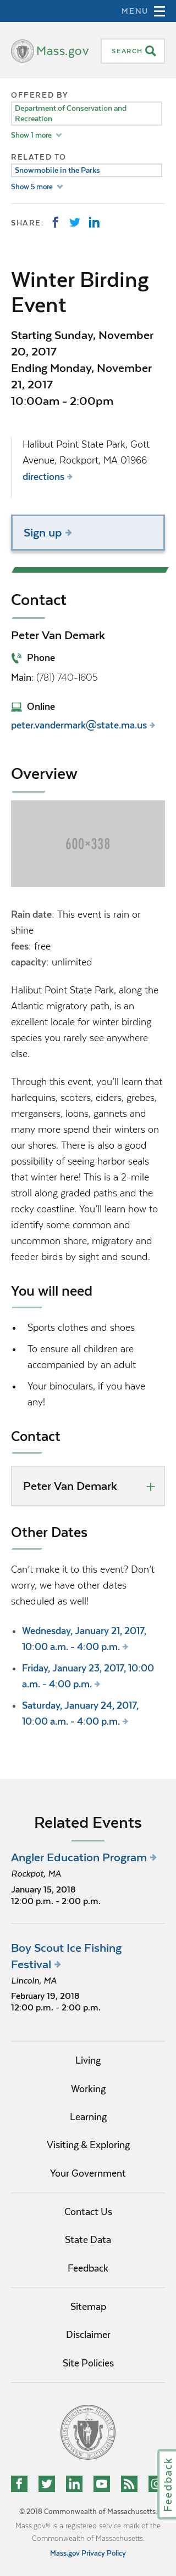 MENU
Mass.gov
SEARCH
OFFERED BY
Department of Conservation and
Recreation
Show 1 more
RELATED TO
Snowmobile in the Parks
Show 5 more
SHARE:
Winter Birding
Event
Starting Sunday, November
20, 2017
Ending Monday, November
21, 2017
10:00am - 2:00pm
Halibut Point State Park, Gott
Avenue, Rockport, MA 01966
directions
Sign up
Contact
Peter Van Demark
Phone
Main: (781) 740-1605
Online
peter.vandermark@state.ma.us
Overview
600×338
Rain date: This event is rain or
shine
fees: free
capacity: unlimited
Halibut Point State Park, along the
Atlantic migratory path, is an
excellent locale for winter birding
species you rarely see anywhere
else.
Through this event, you'll learn that
harlequins, scoters, eiders, grebes,
mergansers, loons, gannets and
many more spend their winters on
our shores. There is also a good
possibility of seeing harbor seals
that winter here! This is a 2-mile
stroll along graded paths and the
rocky coastline. You'll learn how to
identify some common and
uncommon shore, migratory and
feeder birds by sight and sound.
You will need
• Sports clothes and shoes
• To ensure all children are
accompanied by an adult
• Your binoculars, if you have
any!
Contact
Peter Van Demark
Other Dates
Can't make it to this event? Don't
worry, we have other dates
scheduled as well!
• Wednesday, January 21, 2017,
10:00 a.m. - 4:00 p.m.
• Friday, January 23, 2017, 10:00
a.m. - 4:00 p.m.
• Saturday, January 24, 2017,
10:00 a.m. - 4:00 p.m.
Related Events
Angler Education Program
Rockpot, MA
January 15, 2018
12:00 p.m. - 2:00 p.m.
Boy Scout Ice Fishing
Festival
Lincoln, MA
February 19, 2018
12:00 p.m. - 2:00 p.m.
Living
Working
Learning
Visiting & Exploring
Your Government
Contact Us
State Data
Feedback
Sitemap
Disclaimer
Site Policies
Feedback
© 2018 Commonwealth of Massachusetts.
Mass.gov® is a registered service mark of the
Commonwealth of Massachusetts.
Mass.gov Privacy Policy